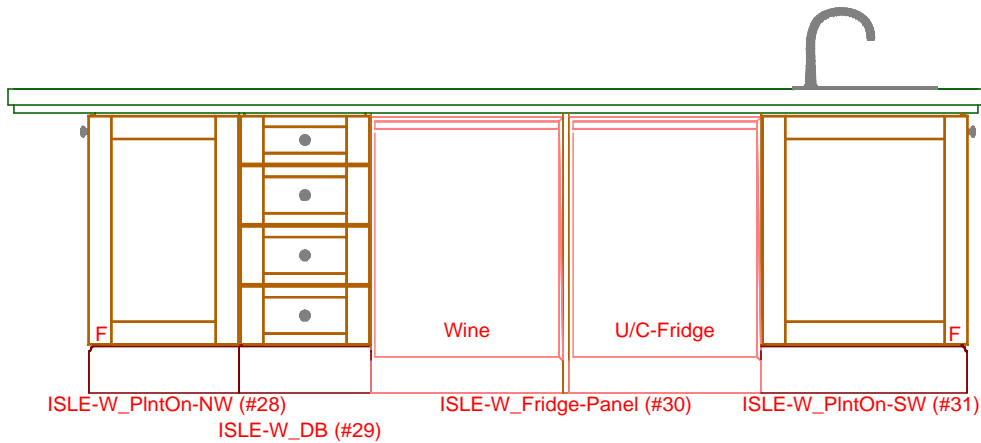 Wine
U/C-Fridge
F
F
ISLE-W_PlntOn-NW (#28)
ISLE-W_Fridge-Panel (#30)
ISLE-W_PlntOn-SW (#31)
ISLE-W_DB (#29)